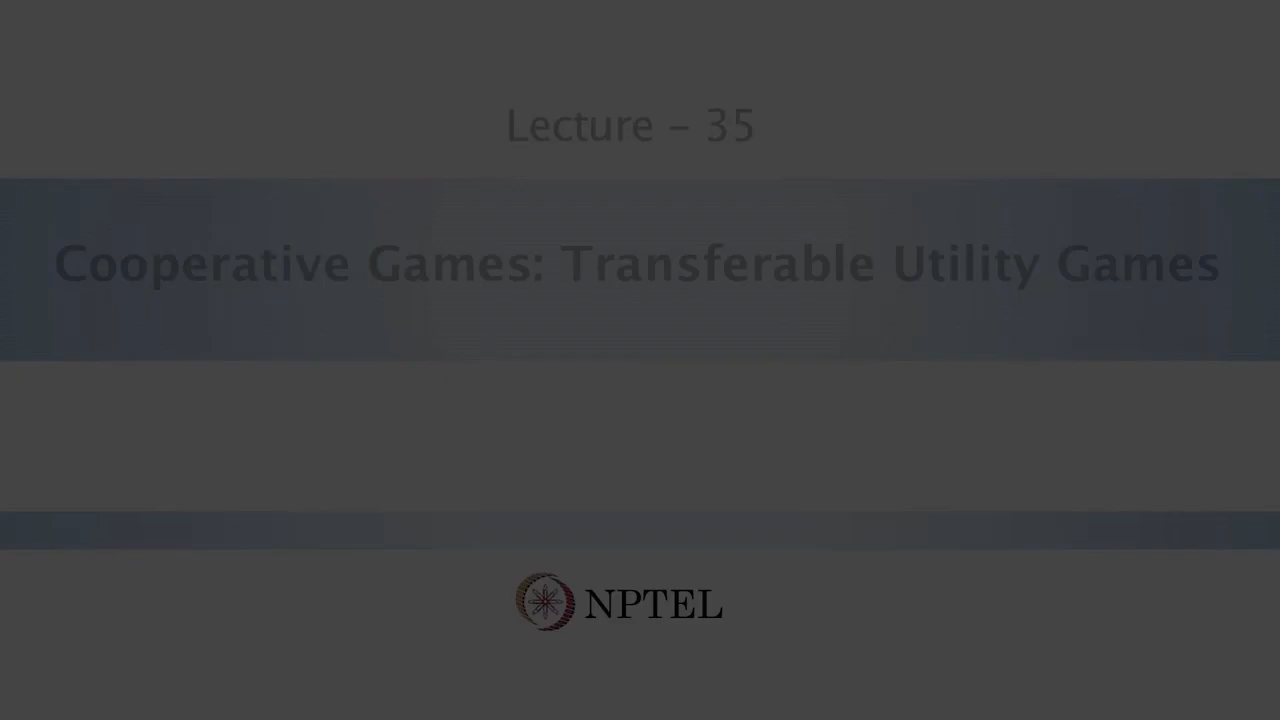 Lecture – 35
Cooperative Games: Transferable Utility Games
NPTEL